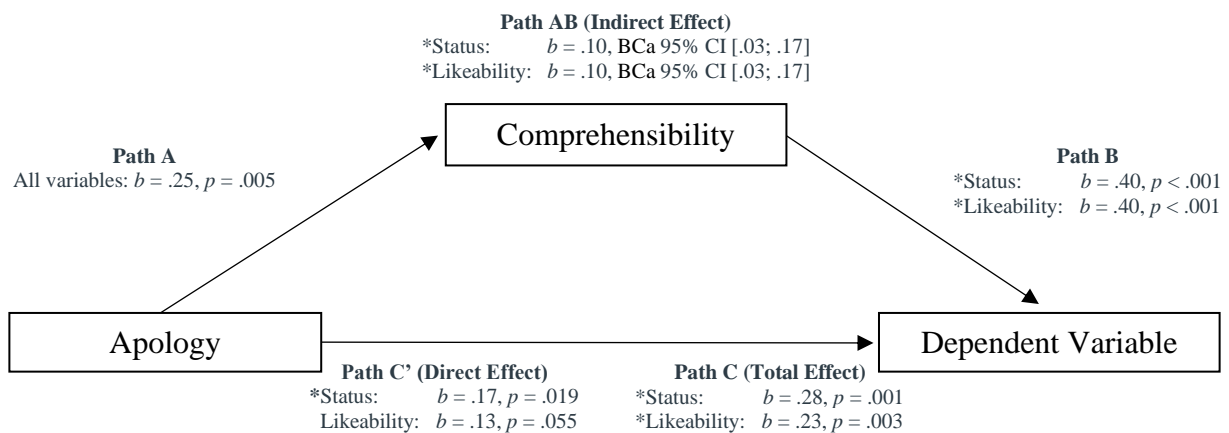 Path AB (Indirect Effect)
*Status: b = .10, BCa 95% CI [.03; .17]
*Likeability: b = .10, BCa 95% CI [.03; .17]
Comprehensibility
Path A
All variables: b = .25, p = .005
Path B
*Status: b = .40, p < .001
*Likeability: b = .40, p < .001
Apology
Dependent Variable
Path C’ (Direct Effect)
*Status: b = .17, p = .019
Likeability: b = .13, p = .055
Path C (Total Effect)
*Status: b = .28, p = .001
*Likeability: b = .23, p = .003